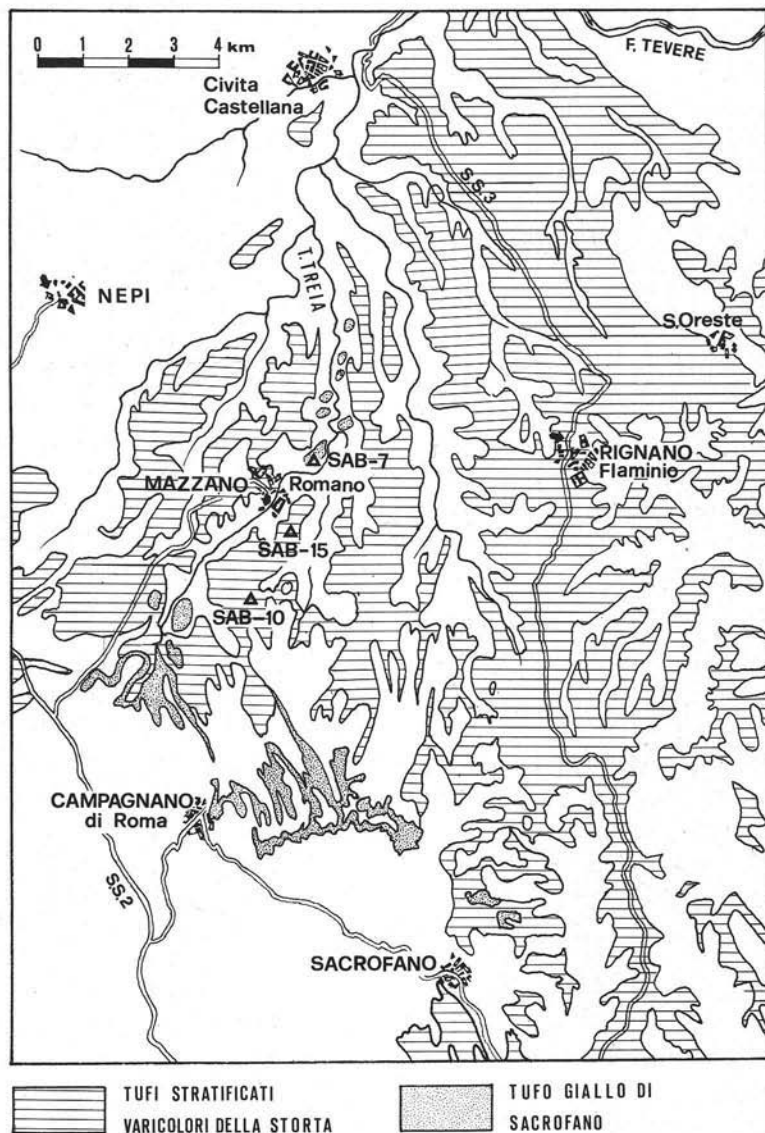 0 1 2 3 4 km
F. TEVERE
Civita
Castellana
S.S.3
T. TREIA
NEPI
S.Oreste
SAB-7
MAZZANO Romano
RIGNANO
Flaminio
SAB-15
SAB-10
CAMPAGNANO
di Roma
S.S.2
SACROFANO
TUFI STRATIFICATI
VARICOLORI DELLA STORTA
TUFO GIALLO DI
SACROFANO